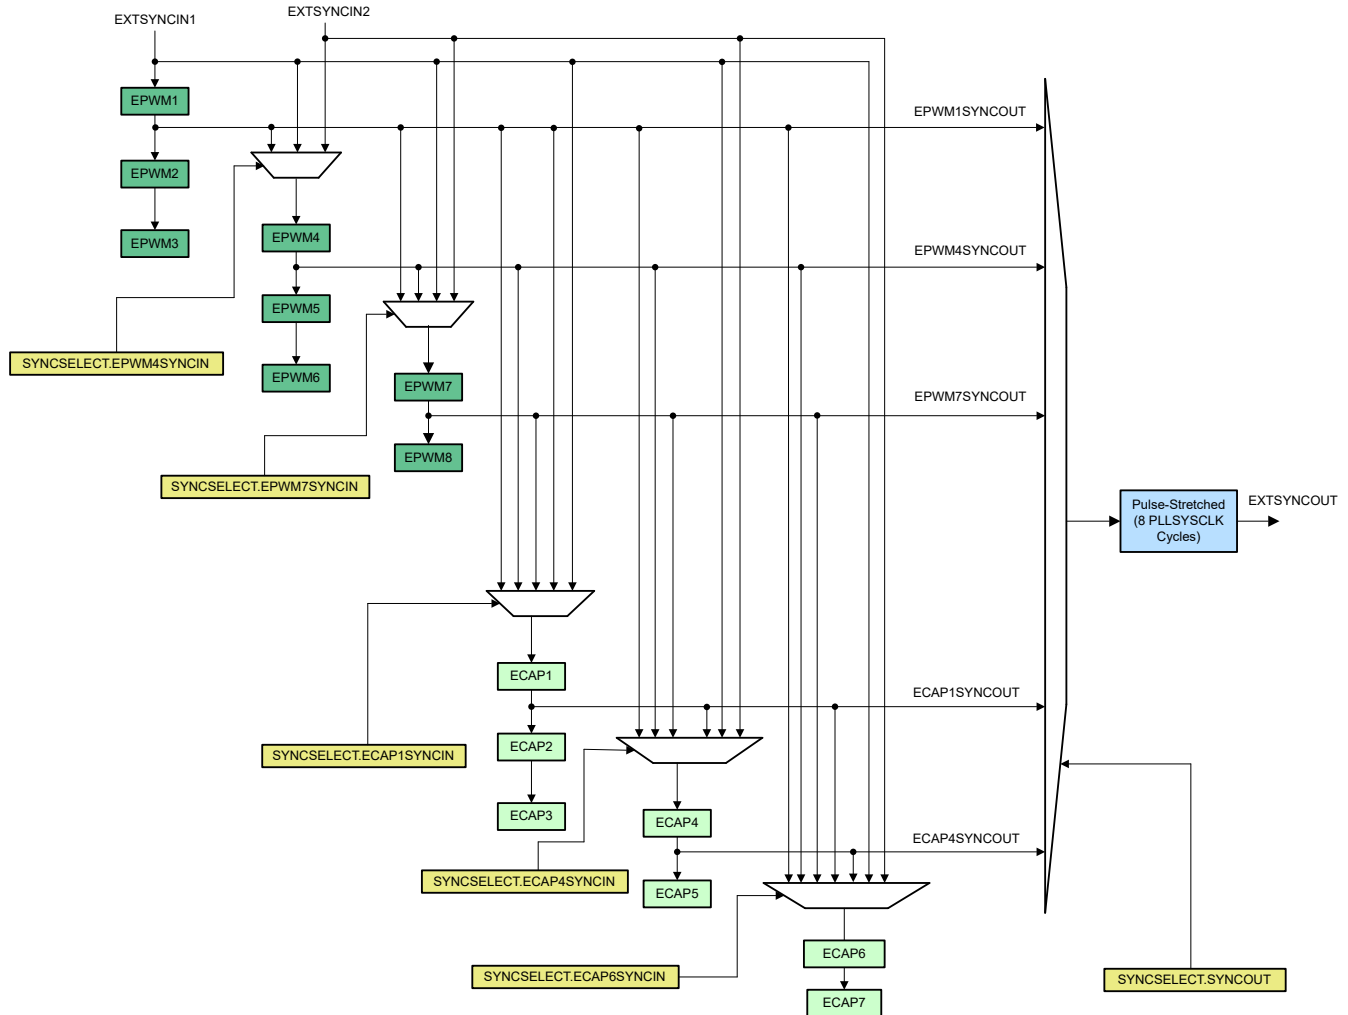 EXTSYNCIN1
EXTSYNCIN2
EPWM1
EPWM1SYNCOUT
EPWM2
EPWM3
EPWM4
EPWM4SYNCOUT
EPWM5
SYNCSELECT.EPWM4SYNCIN
EPWM6
EPWM7
EPWM7SYNCOUT
EPWM8
SYNCSELECT.EPWM7SYNCIN
Pulse-Stretched
(8 PLLSYSCLK
Cycles)
EXTSYNCOUT
ECAP1
ECAP1SYNCOUT
ECAP2
SYNCSELECT.ECAP1SYNCIN
ECAP3
ECAP4
ECAP4SYNCOUT
SYNCSELECT.ECAP4SYNCIN
ECAP5
ECAP6
SYNCSELECT.ECAP6SYNCIN
SYNCSELECT.SYNCOUT
ECAP7